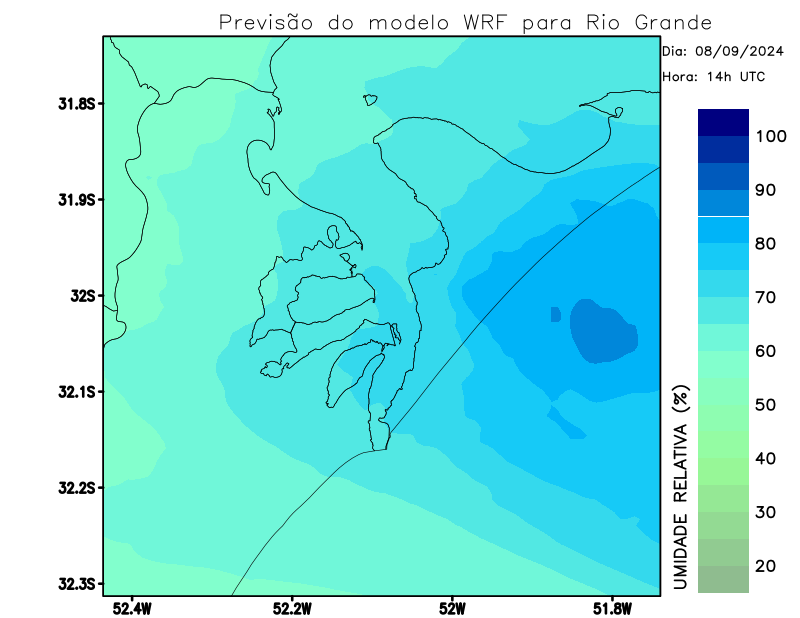 Previsão do modelo WRF para Rio Grande
Dia: 08/09/2024
Hora: 14h UTC
31.8S
31.9S
32S
32.1S
32.2S
32.3S
52.4W
52.2W
52W
51.8W
100
90
80
70
60
50
40
30
20
UMIDADE RELATIVA (%)